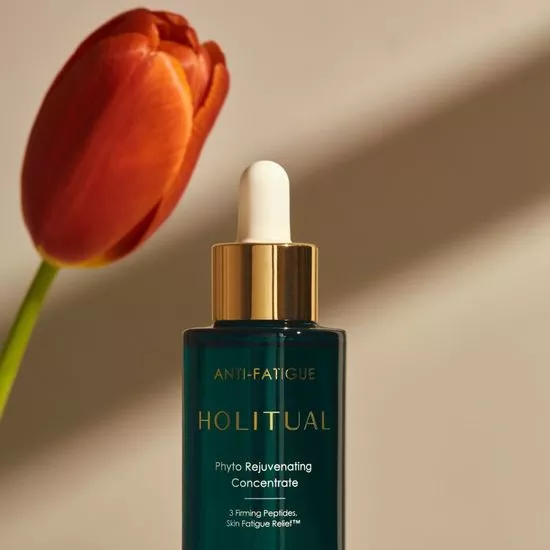 ANTI-FATIGUE
HOLITUAL
Phyto Rejuvenating
Concentrate
3 Firming Peptides,
Skin Fatigue Relief™